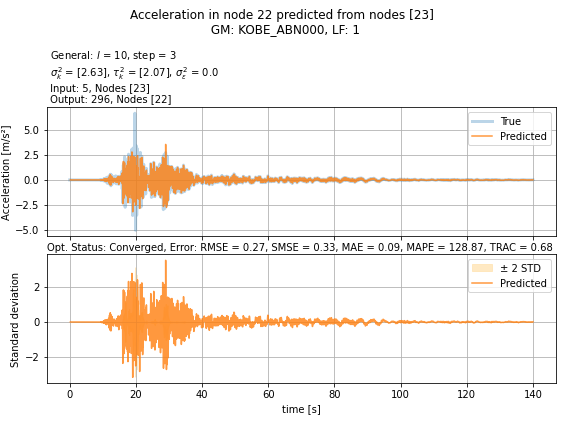 Acceleration in node 22 predicted from nodes [23]
GM: KOBE_ABN000, LF: 1
General: l = 10, step = 3
σ²ₖ = [2.63], τ²ₖ = [2.07], σ²ε = 0.0
Input: 5, Nodes [23]
Output: 296, Nodes [22]
Acceleration [m/s²]
5.0
2.5
0.0
−2.5
−5.0
True
Predicted
Opt. Status: Converged, Error: RMSE = 0.27, SMSE = 0.33, MAE = 0.09, MAPE = 128.87, TRAC = 0.68
Standard deviation
2
0
−2
± 2 STD
Predicted
0 20 40 60 80 100 120 140
time [s]